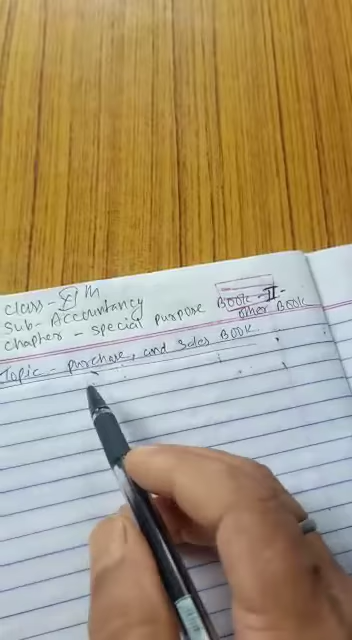 Class - XI th
Sub- Accountancy
Chapter - Special purpose Book - II -
other Book
Topic - purchase, and Sales BOOK